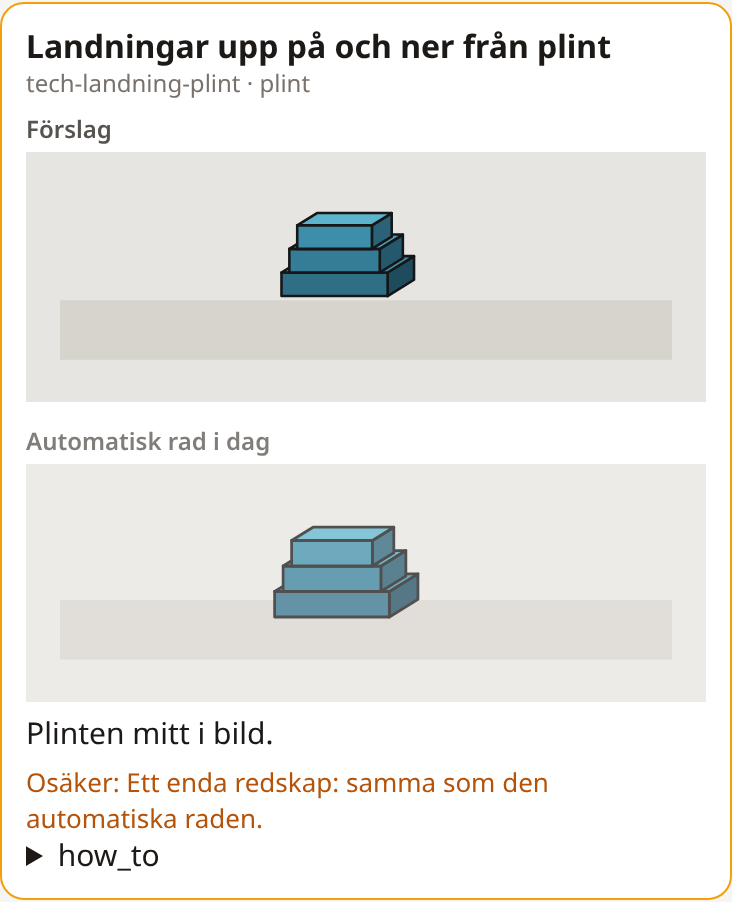 Landningar upp på och ner från plint
tech-landning-plint · plint
Förslag
Automatisk rad i dag
Plinten mitt i bild.
Osäker: Ett enda redskap: samma som den
automatiska raden.
▶ how_to